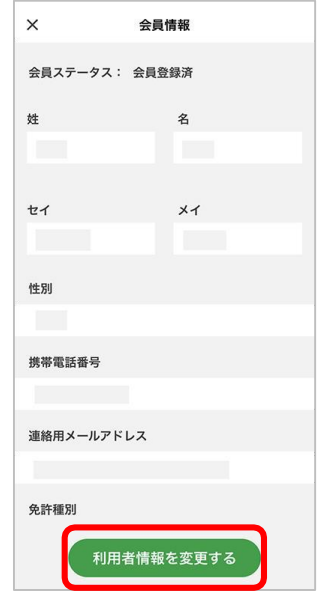 × 会員情報
会員ステータス： 会員登録済
姓 名
セイ メイ
性別
携帯電話番号
連絡用メールアドレス
免許種別
利用者情報を変更する